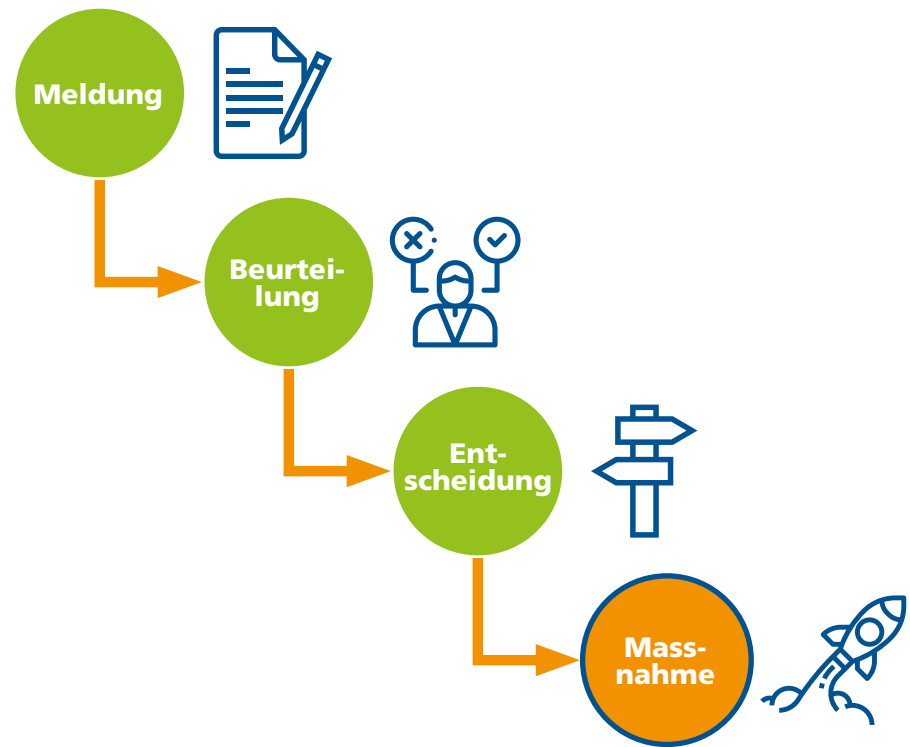 Meldung
Beurtei-
lung
Ent-
scheidung
Mass-
nahme